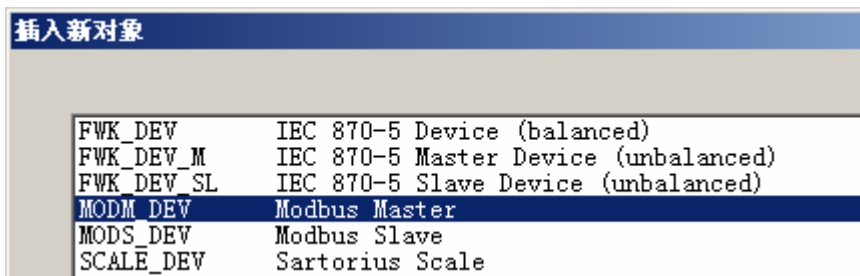 插入新对象
FWK_DEV IEC 870-5 Device (balanced)
FWK_DEV_M IEC 870-5 Master Device (unbalanced)
FWK_DEV_SL IEC 870-5 Slave Device (unbalanced)
MODM_DEV Modbus Master
MODS_DEV Modbus Slave
SCALE_DEV Sartorius Scale